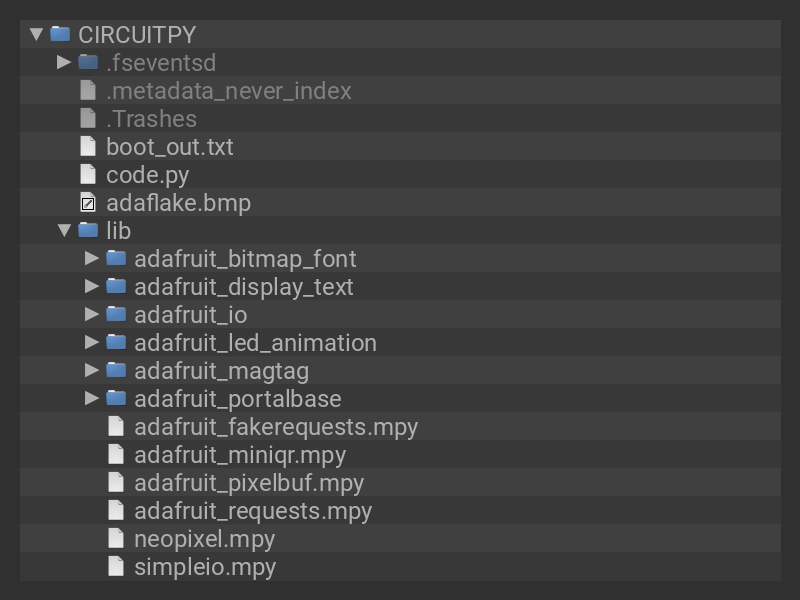 CIRCUITPY
.fseventsd
.metadata_never_index
.Trashes
boot_out.txt
code.py
adaflake.bmp
lib
adafruit_bitmap_font
adafruit_display_text
adafruit_io
adafruit_led_animation
adafruit_magtag
adafruit_portalbase
adafruit_fakerequests.mpy
adafruit_miniqr.mpy
adafruit_pixelbuf.mpy
adafruit_requests.mpy
neopixel.mpy
simpleio.mpy